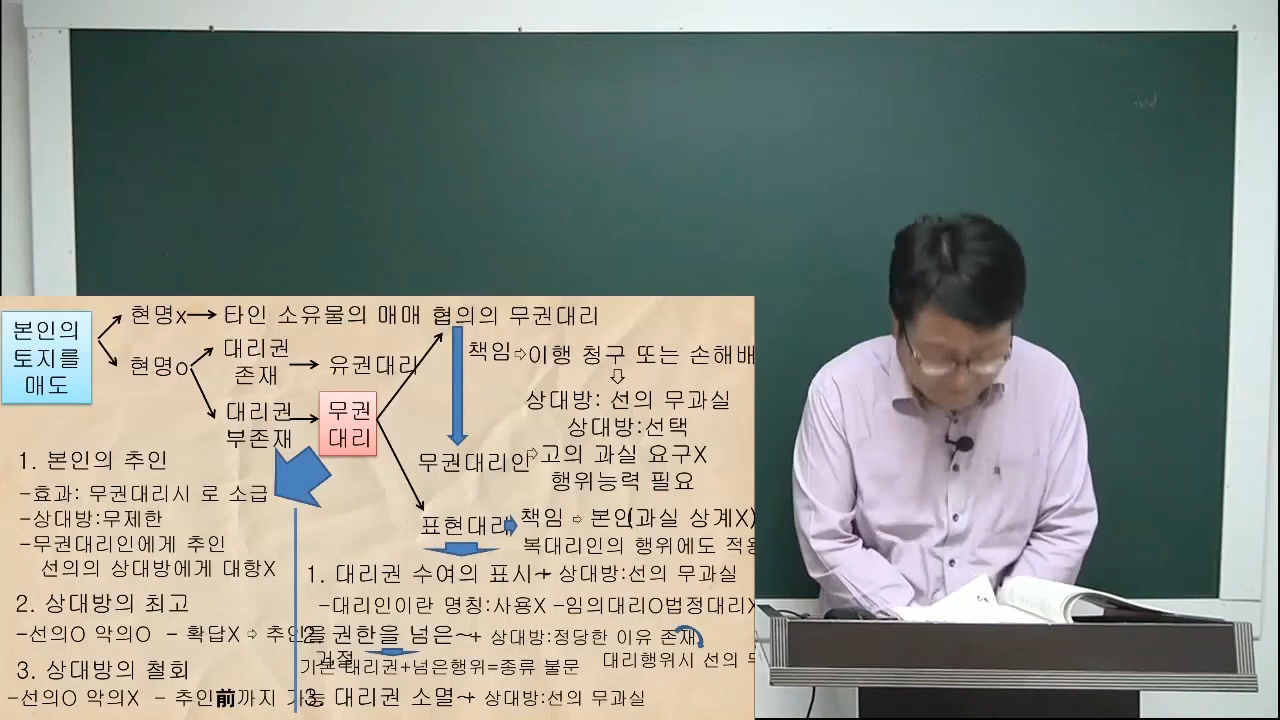 본인의
토지를
매도
현명x
타인 소유물의 매매
협의의 무권대리
현명o
대리권
존재
유권대리
대리권
부존재
무권
대리
책임⇨이행 청구 또는 손해배
상대방: 선의 무과실
상대방:선택
무권대리인⇨고의 과실 요구X
행위능력 필요
1. 본인의 추인
-효과: 무권대리시 로 소급
-상대방:무제한
-무권대리인에게 추인
선의의 상대방에게 대항X
2. 상대방의 최고
-선의O 악의O - 확답X ⇨ 추인을
거절
3. 상대방의 철회
-선의O 악의X - 추인前까지 가능
표현대리
책임 ⇨ 본인(과실 상계X)
복대리인의 행위에도 적용
1. 대리권 수여의 표시+ 상대방:선의 무과실
-대리인이란 명칭:사용X -임의대리O법정대리X
2. 권한을 넘은~+ 상대방:정당한 이유 존재
기본대리권+넘은행위=종류 불문
대리행위시 선의 무
3. 대리권 소멸+ 상대방:선의 무과실